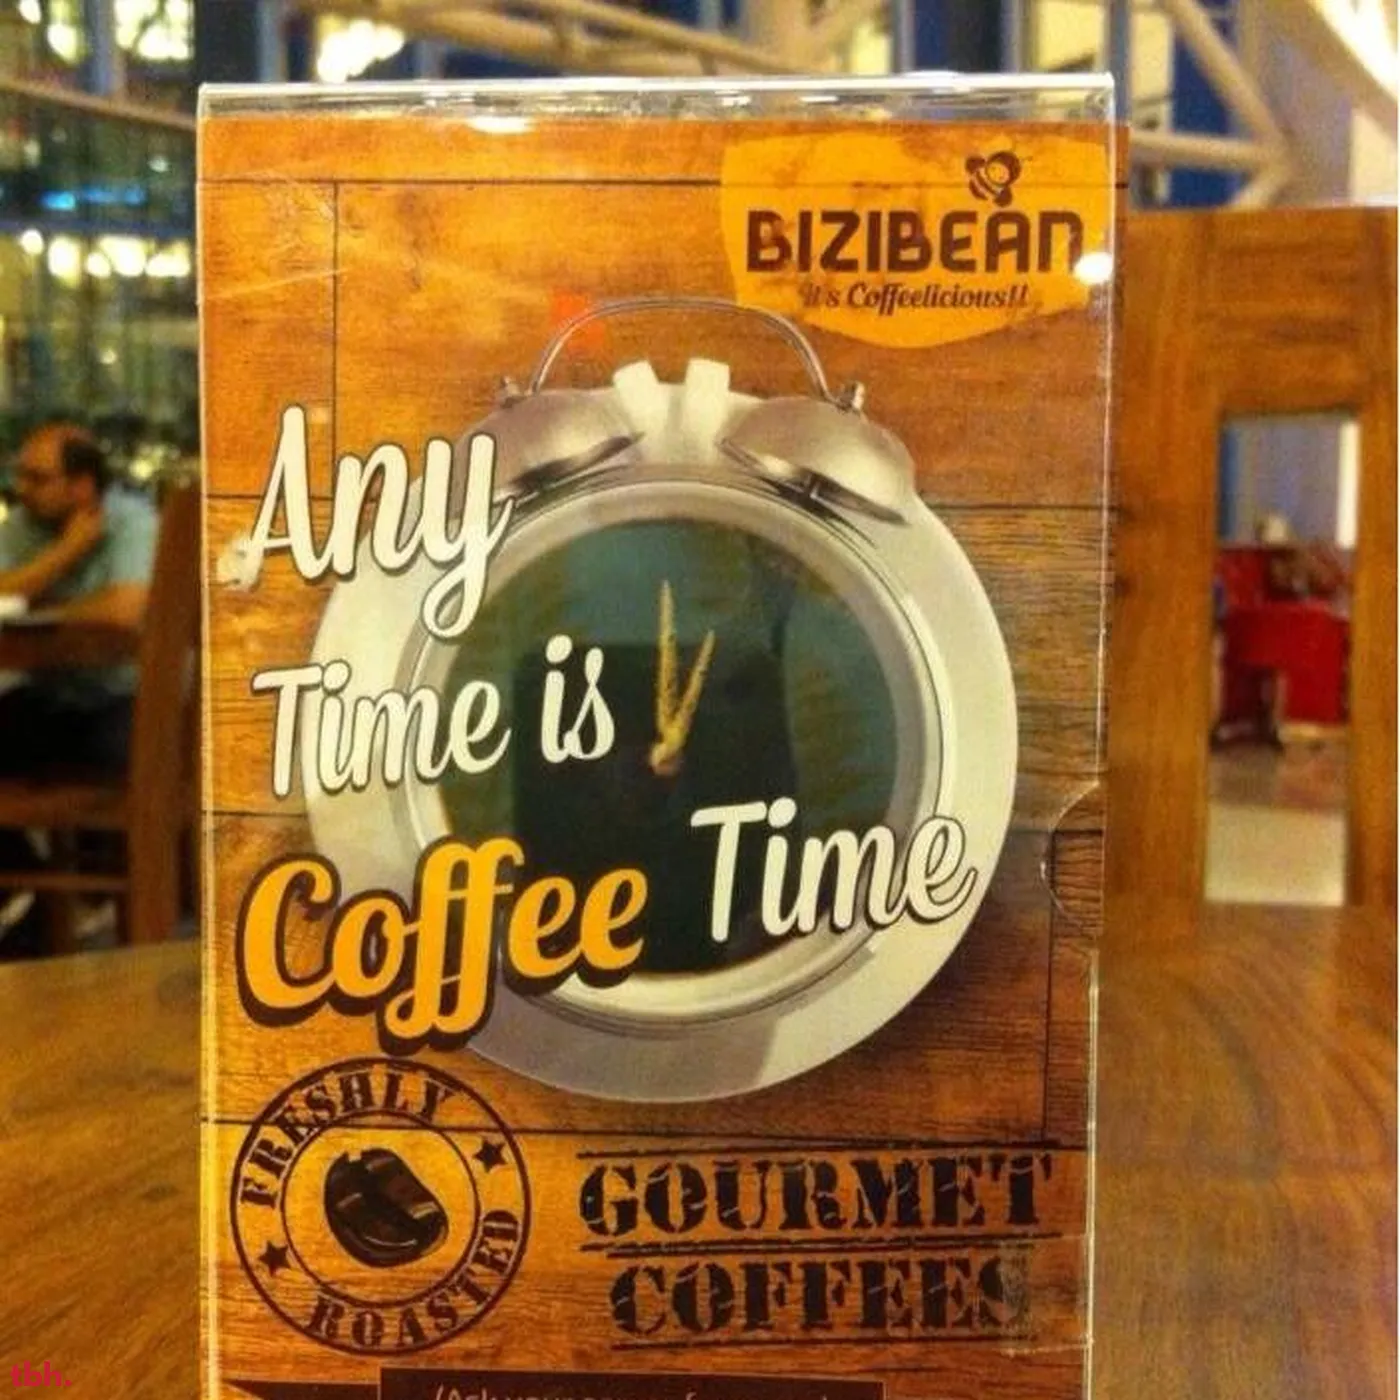 BIZIBEAN
it's Coffeelicious!!
Any
Time is
Coffee Time
FRESHLY
ROASTED
GOURMET
COFFEES
tbh.